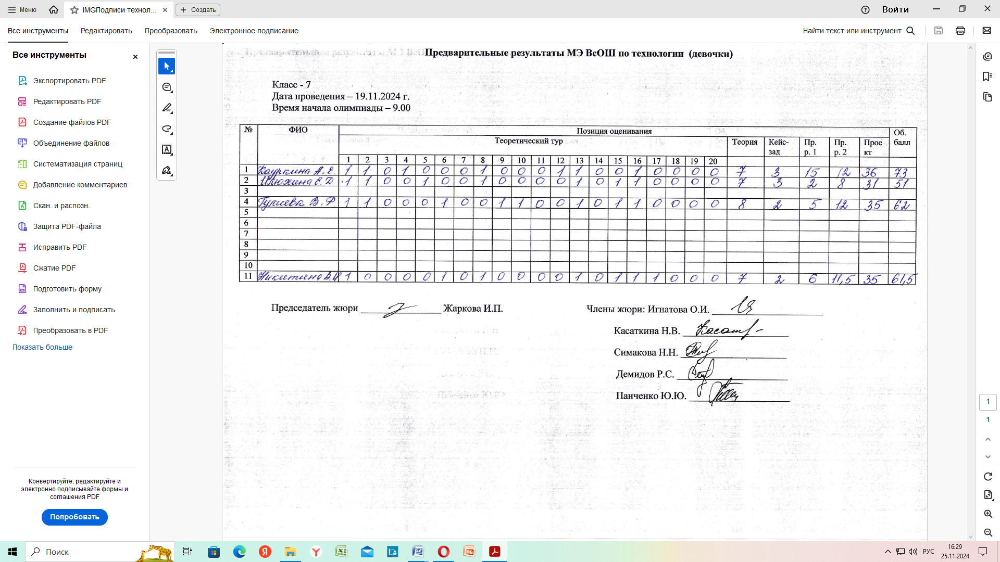 Меню
IMGПодписи технол...
Создать
Войти
Все инструменты
Редактировать
Преобразовать
Электронное подписание
Найти текст или инструмент
Все инструменты
Экспортировать PDF
Редактировать PDF
Создание файлов PDF
Объединение файлов
Систематизация страниц
Добавление комментариев
Скан. и распозн.
Защита PDF-файла
Исправить PDF
Сжатие PDF
Подготовить форму
Заполнить и подписать
Преобразовать в PDF
Показать больше
Конвертируйте, редактируйте и
электронно подписывайте формы и
соглашения PDF
Попробовать
Предварительные результаты МЭ ВсОШ по технологии (девочки)
Класс - 7
Дата проведения – 19.11.2024 г.
Время начала олимпиады – 9.00
№ ФИО Позиция оценивания Об. балл
Теоретический тур Теория Кейс-зад Пр. р. 1 Пр. р. 2 Прое кт
1 2 3 4 5 6 7 8 9 10 11 12 13 14 15 16 17 18 19 20
1 Кауркина А. Е. 1 1 0 1 0 0 0 1 0 0 0 1 1 0 0 1 0 0 0 0 7 3 15 12 36 73
2 Илюхина Е. Д 1 1 0 0 1 0 0 1 0 0 0 0 1 0 1 1 0 0 0 0 7 3 2 8 31 51
3
4 В. Р. 1 1 0 0 0 1 0 0 1 1 0 0 1 0 1 1 0 0 0 0 8 2 5 12 35 62
5
6
7
8
9
10
11 Никитина В. 1 0 0 0 0 1 0 1 0 0 0 0 1 0 1 1 1 0 0 0 7 2 6 11,5 35 61,5
Председатель жюри Жаркова И.П.
Члены жюри: Игнатова О.И.
Касаткина Н.В.
Симакова Н.Н.
Демидов Р.С.
Панченко Ю.Ю.
1
1
Поиск
РУС
16:29
25.11.2024